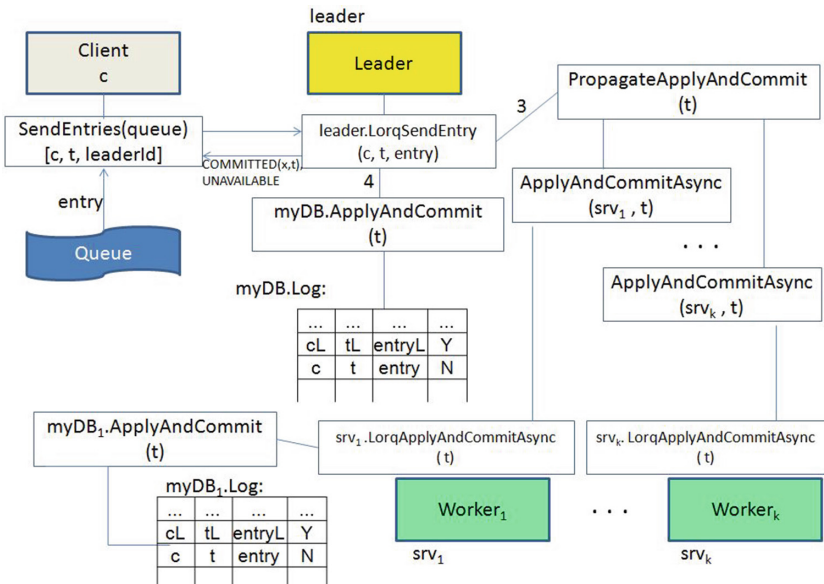 leader
Client
c
Leader
PropagateApplyAndCommit
(t)
3
SendEntries(queue)
[c, t, leaderId]
leader.LorqSendEntry
(c, t, entry)
COMMITTED(x,t),
UNAVAILABLE
4
ApplyAndCommitAsync
(srv₁ , t)
entry
myDB.ApplyAndCommit
(t)
Queue
. . .
ApplyAndCommitAsync
(srvₖ , t)
myDB.Log:
... ... ... ...
cL tL entryL Y
c t entry N
myDB₁.ApplyAndCommit
(t)
srv₁.LorqApplyAndCommitAsync
( t)
srvₖ. LorqApplyAndCommitAsync
( t)
myDB₁.Log:
... ... ... ...
cL tL entryL Y
c t entry N
Worker₁
. . .
Workerₖ
srv₁
srvₖ